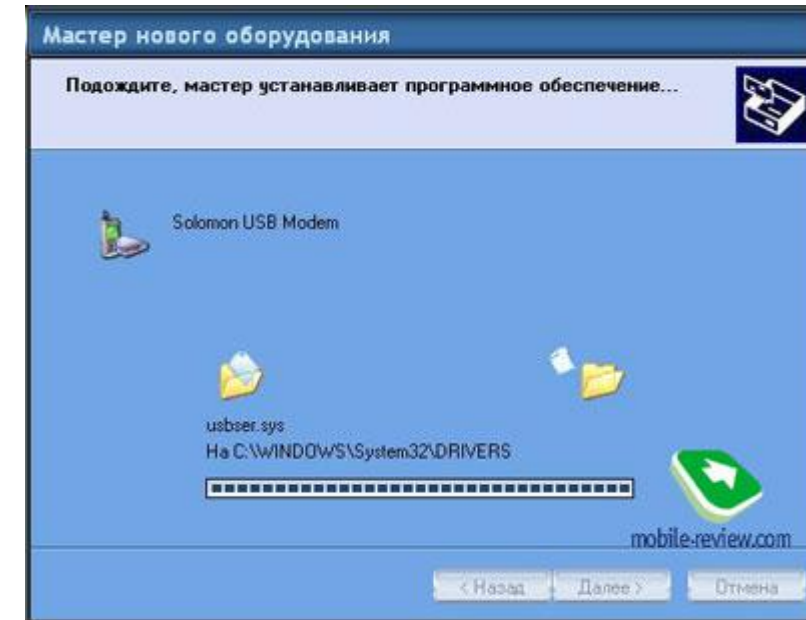 Мастер нового оборудования
Подождите, мастер устанавливает программное обеспечение...
Solomon USB Modem
usbser.sys
На C:\WINDOWS\System32\DRIVERS
mobile-review.com
< Назад
Далее >
Отмена